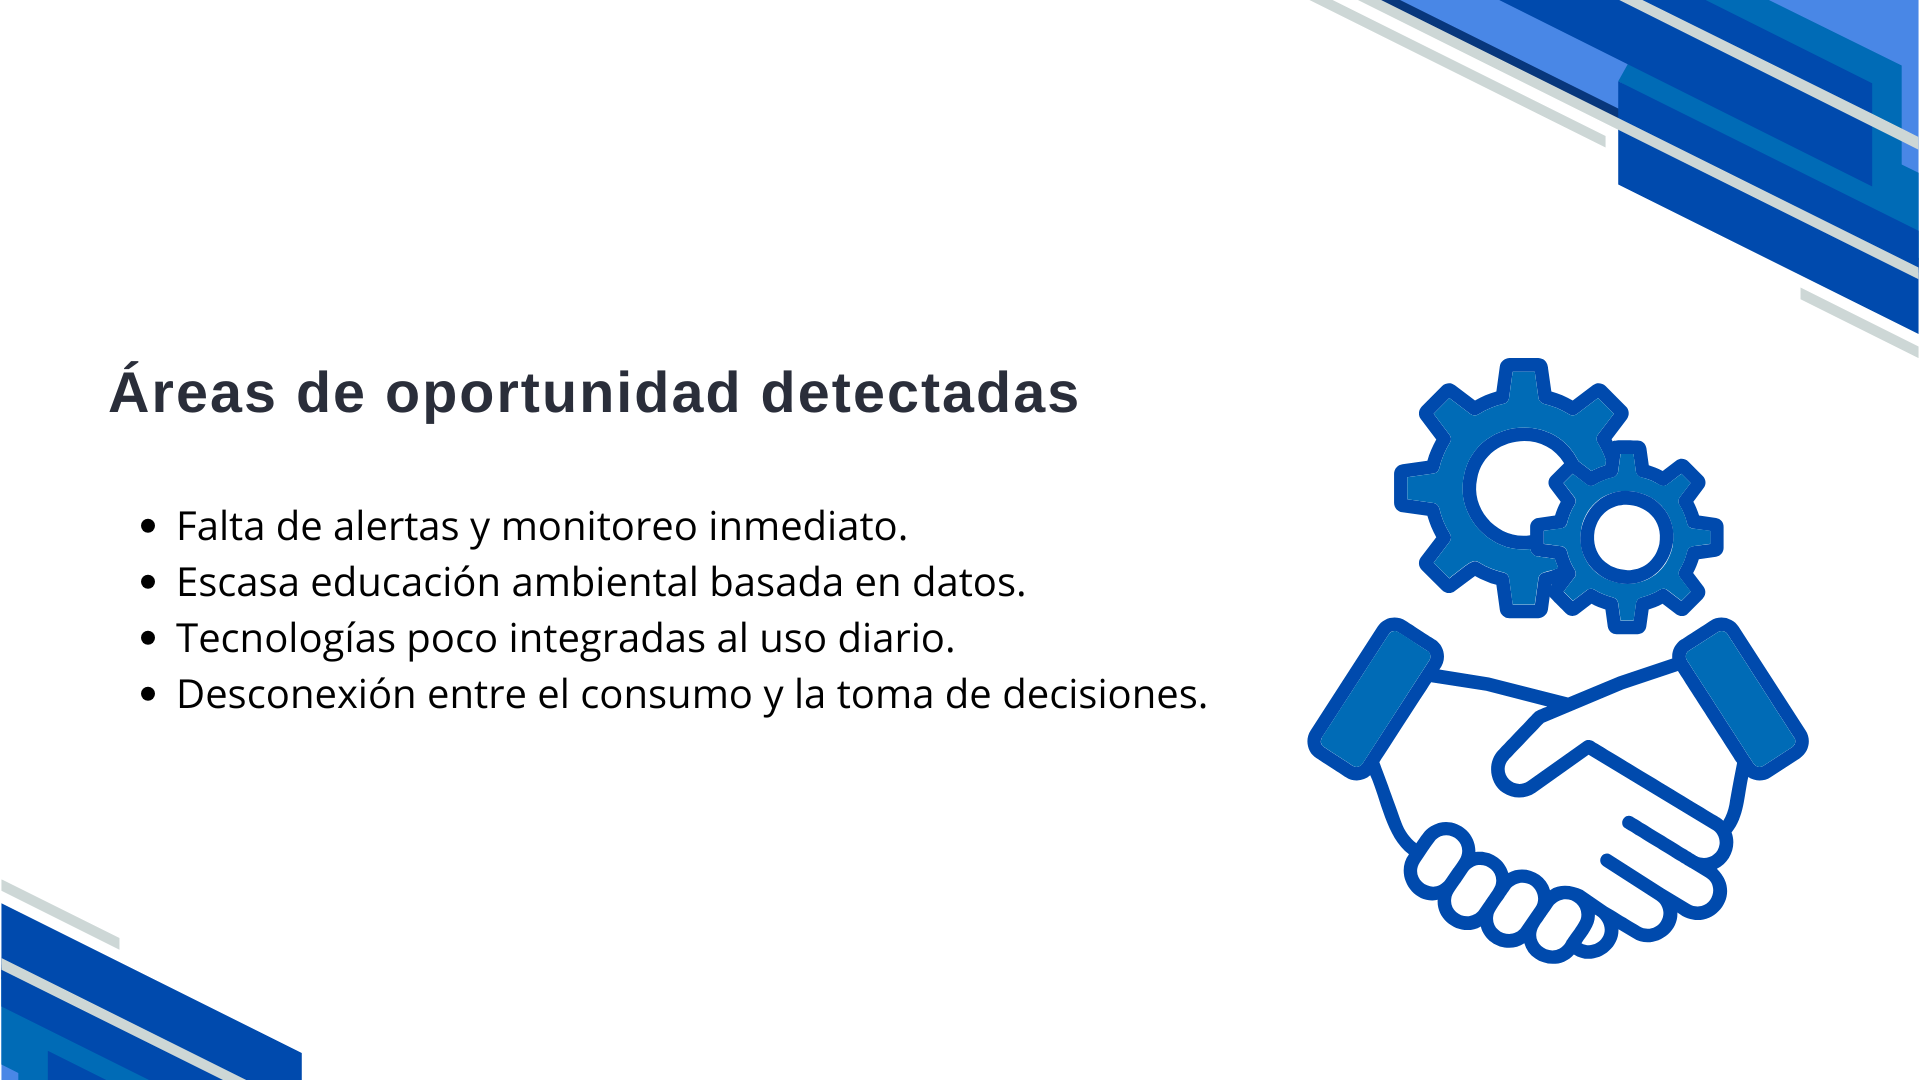 Áreas de oportunidad detectadas
• Falta de alertas y monitoreo inmediato.
• Escasa educación ambiental basada en datos.
• Tecnologías poco integradas al uso diario.
• Desconexión entre el consumo y la toma de decisiones.